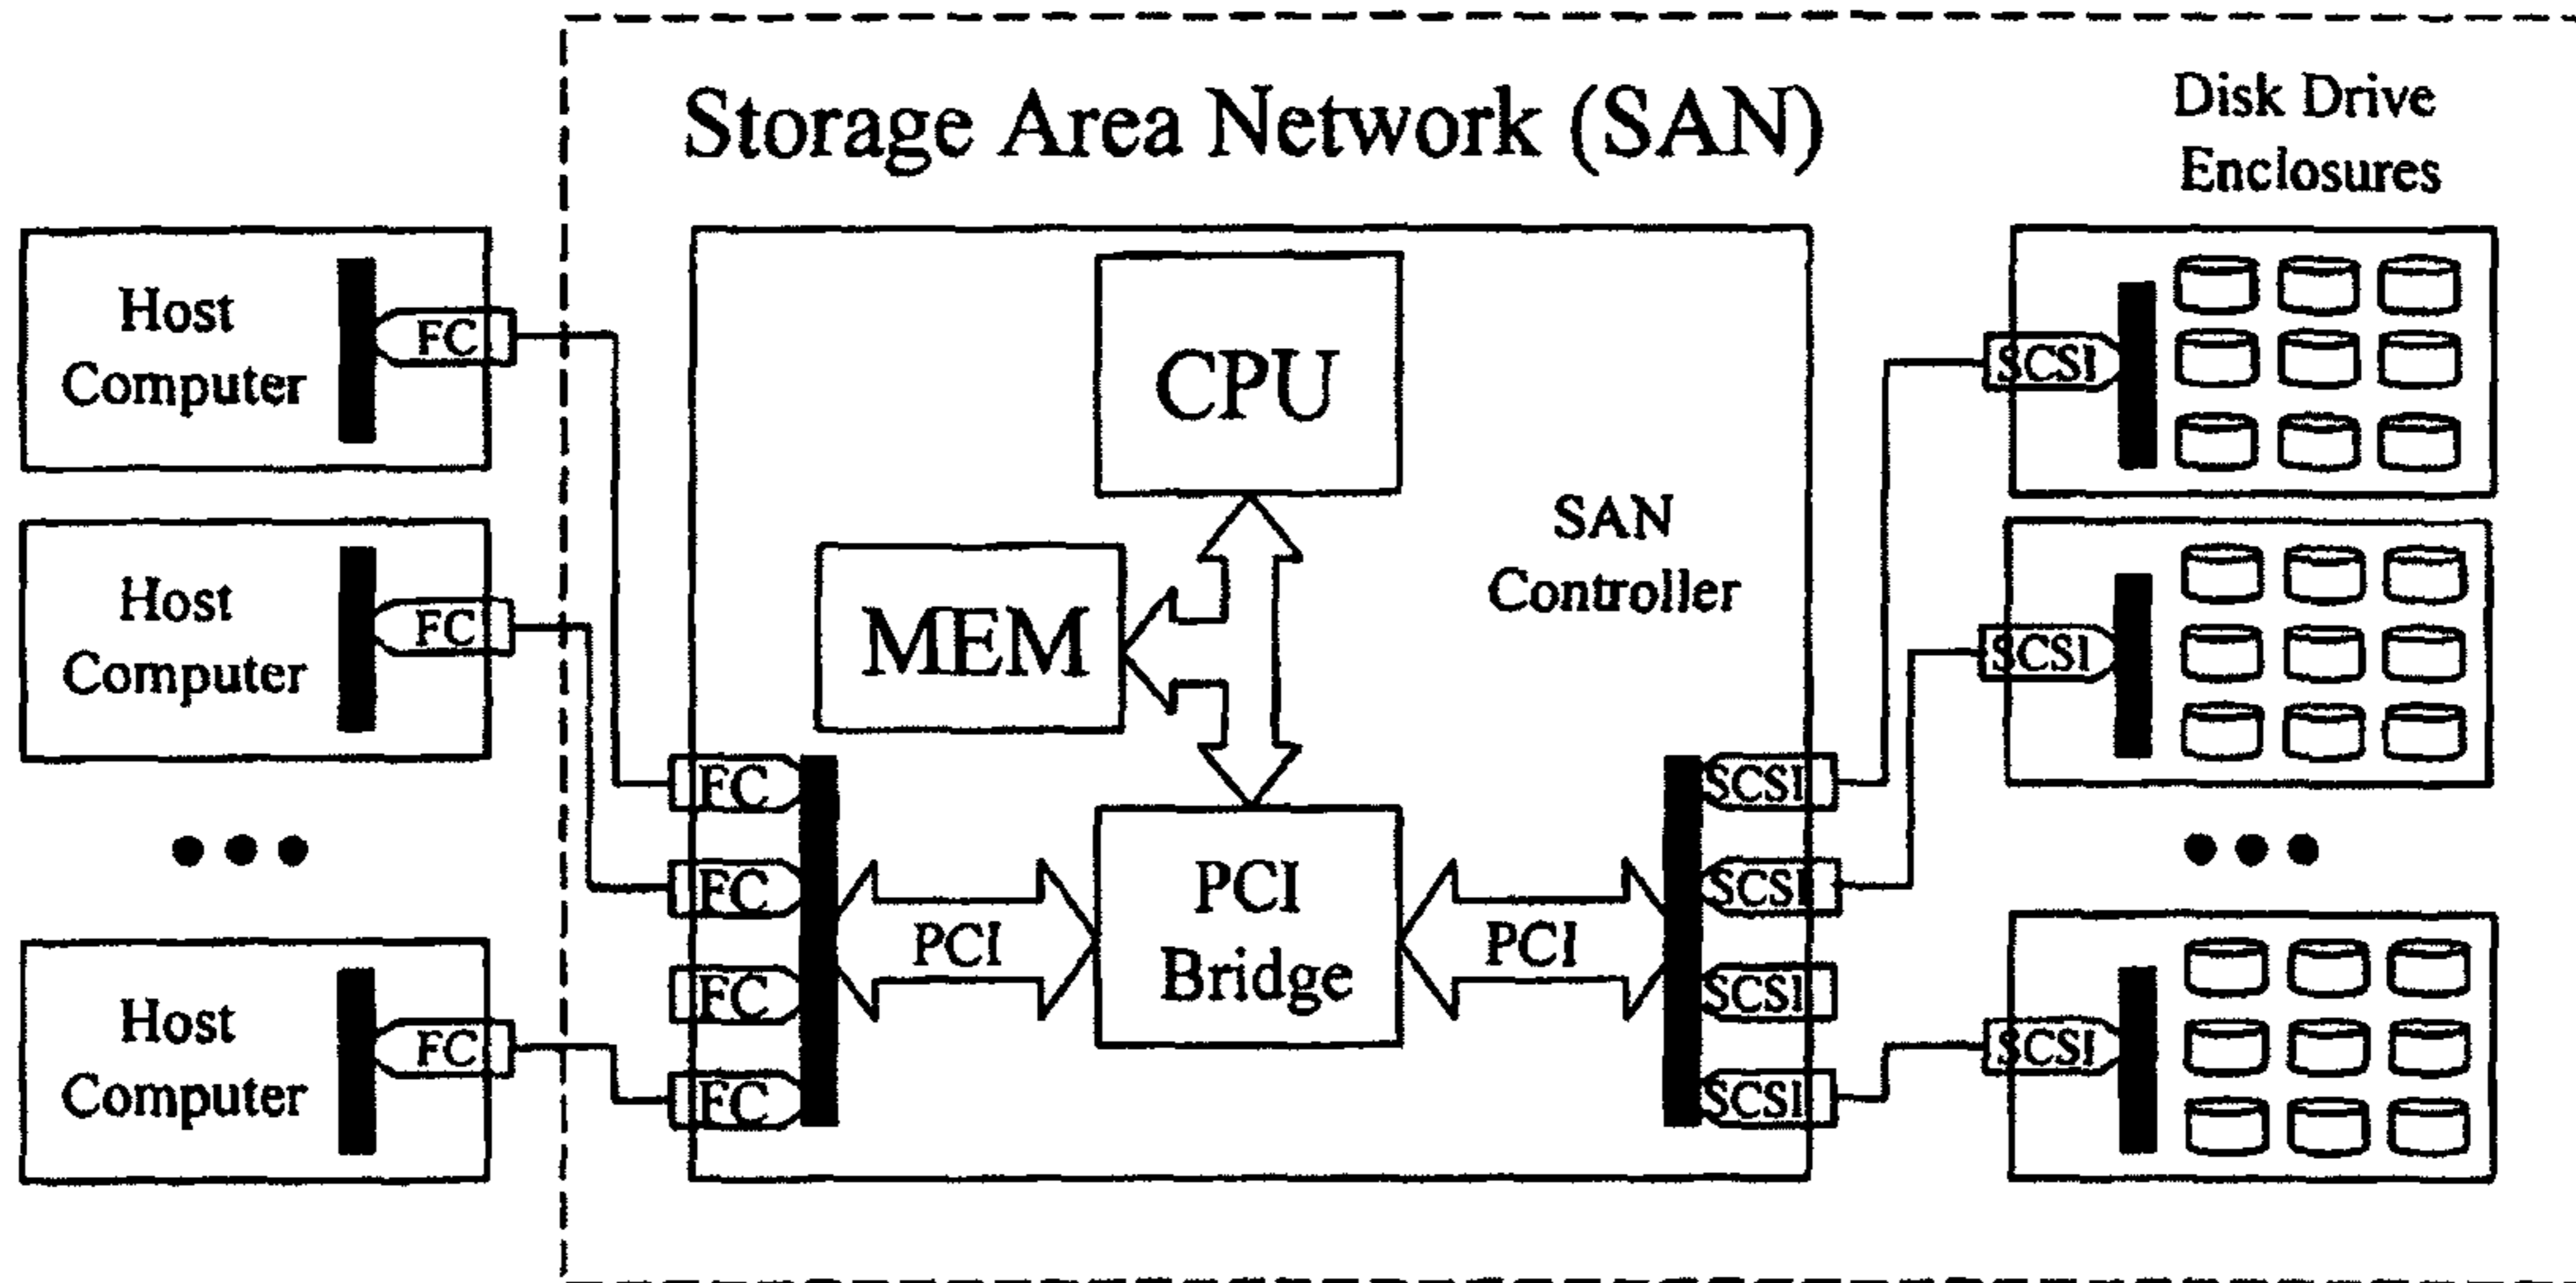 Storage Area Network (SAN)
Disk Drive
Enclosures
Host
Computer
FC
Host
Computer
FC
Host
Computer
FC
CPU
SAN
Controller
MEM
FC
FC
FC
FC
PCI
PCI
Bridge
PCI
SCSI
SCSI
SCSI
SCSI
SCSI
SCSI
SCSI